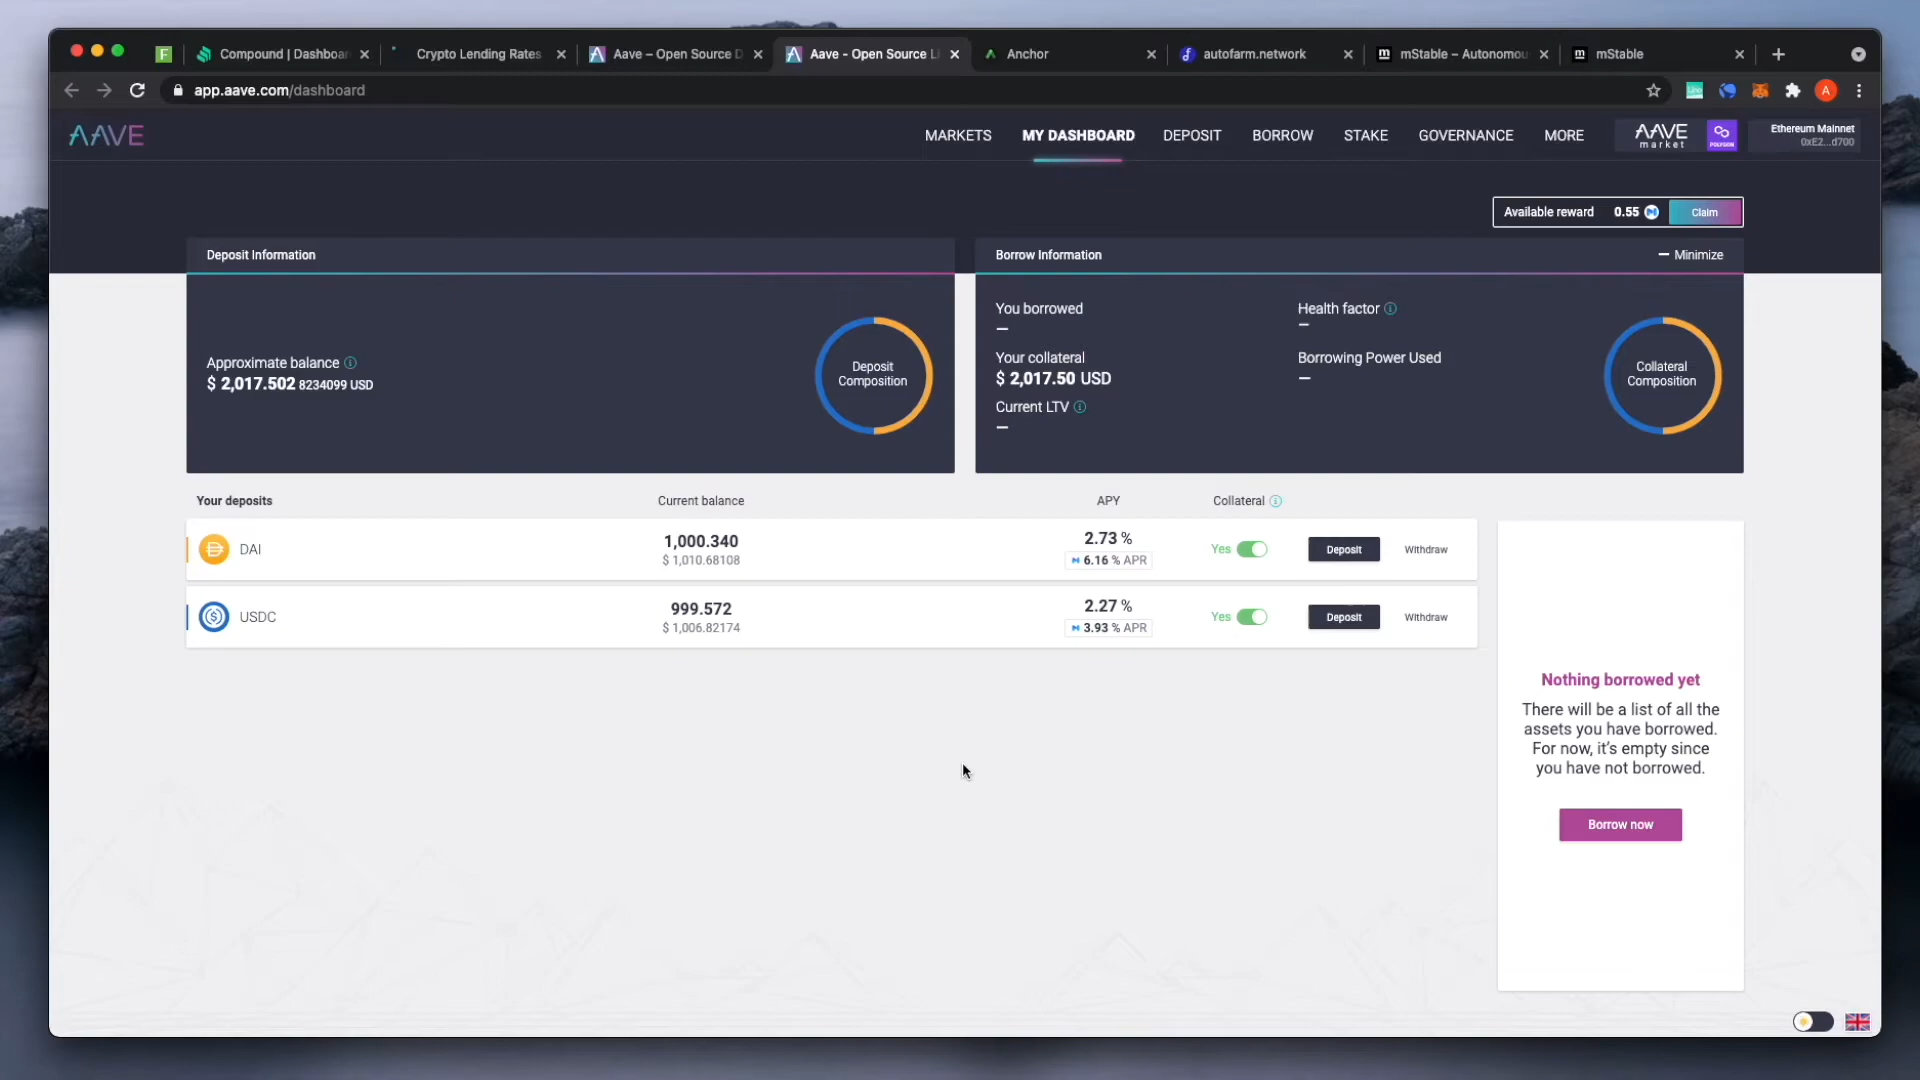 Compound | Dashboar
Crypto Lending Rates
Aave – Open Source D
Aave - Open Source Li
Anchor
autofarm.network
mStable – Autonomou
mStable
app.aave.com/dashboard
A
AAVE
MARKETS
MY DASHBOARD
DEPOSIT
BORROW
STAKE
GOVERNANCE
MORE
AAVE
market
POLYGON
Ethereum Mainnet
0xE2...d700
Available reward 0.55 Claim
Deposit Information
Approximate balance
$ 2,017.502 8234099 USD
Deposit
Composition
Borrow Information
Minimize
You borrowed
—
Health factor
—
Your collateral
$ 2,017.50 USD
Borrowing Power Used
—
Current LTV
—
Collateral
Composition
Your deposits Current balance APY Collateral
DAI
1,000.340
$ 1,010.68108
2.73 %
6.16 % APR
Yes
Deposit
Withdraw
USDC
999.572
$ 1,006.82174
2.27 %
3.93 % APR
Yes
Deposit
Withdraw
Nothing borrowed yet
There will be a list of all the
assets you have borrowed.
For now, it's empty since
you have not borrowed.
Borrow now